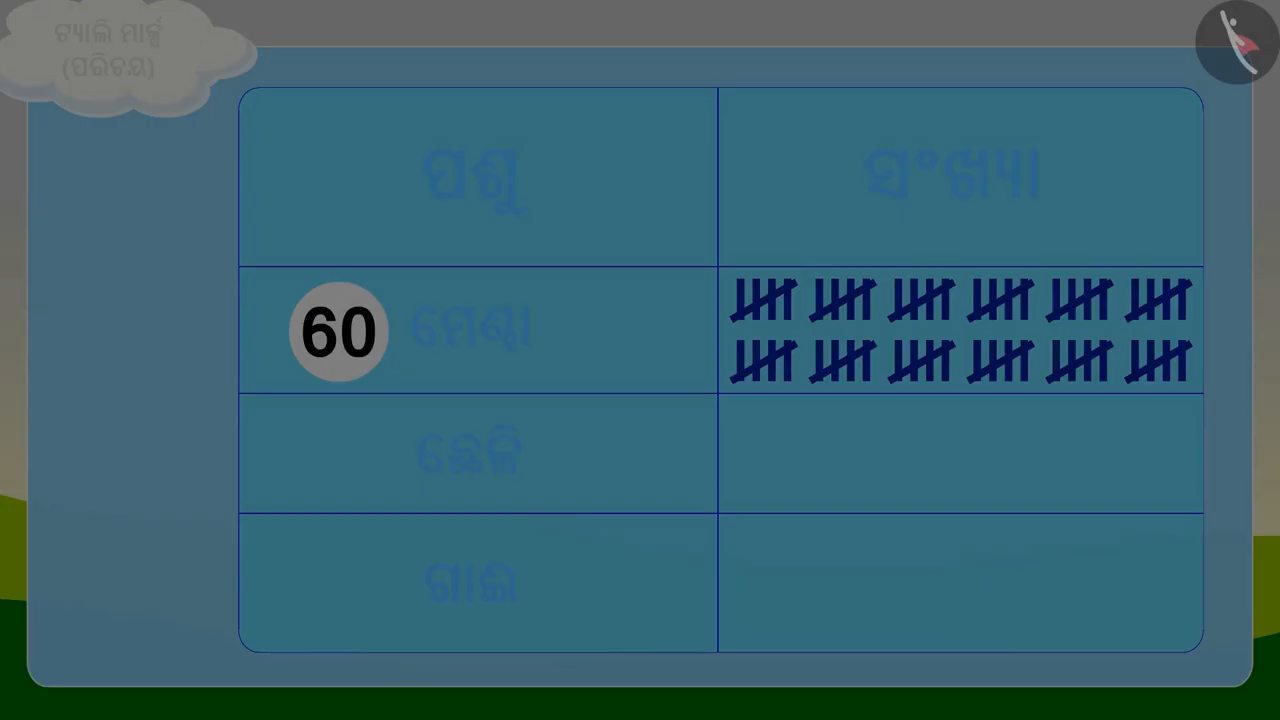 ଟ୍ୟାଲି ମାର୍କ୍ସ
(ପରିଚୟ)
ପଶୁ ସଂଖ୍ୟା
60 ମେଣ୍ଢା
ଛେଳି
ଗାଈ